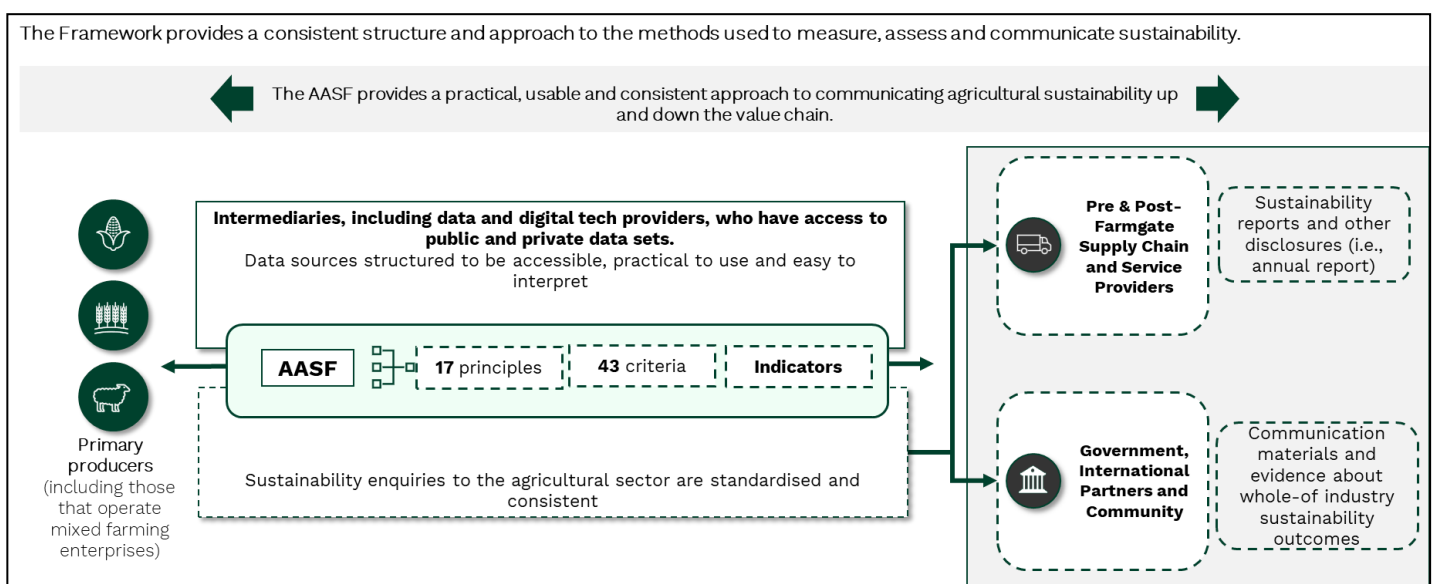 The Framework provides a consistent structure and approach to the methods used to measure, assess and communicate sustainability.
The AASF provides a practical, usable and consistent approach to communicating agricultural sustainability up
and down the value chain.
Primary
producers
(including those
that operate
mixed farming
enterprises)
Intermediaries, including data and digital tech providers, who have access to
public and private data sets.
Data sources structured to be accessible, practical to use and easy to
interpret
AASF
17 principles
43 criteria
Indicators
Sustainability enquiries to the agricultural sector are standardised and
consistent
Pre & Post-
Farmgate
Supply Chain
and Service
Providers
Sustainability
reports and other
disclosures (i.e.,
annual report)
Government,
International
Partners and
Community
Communication
materials and
evidence about
whole-of industry
sustainability
outcomes